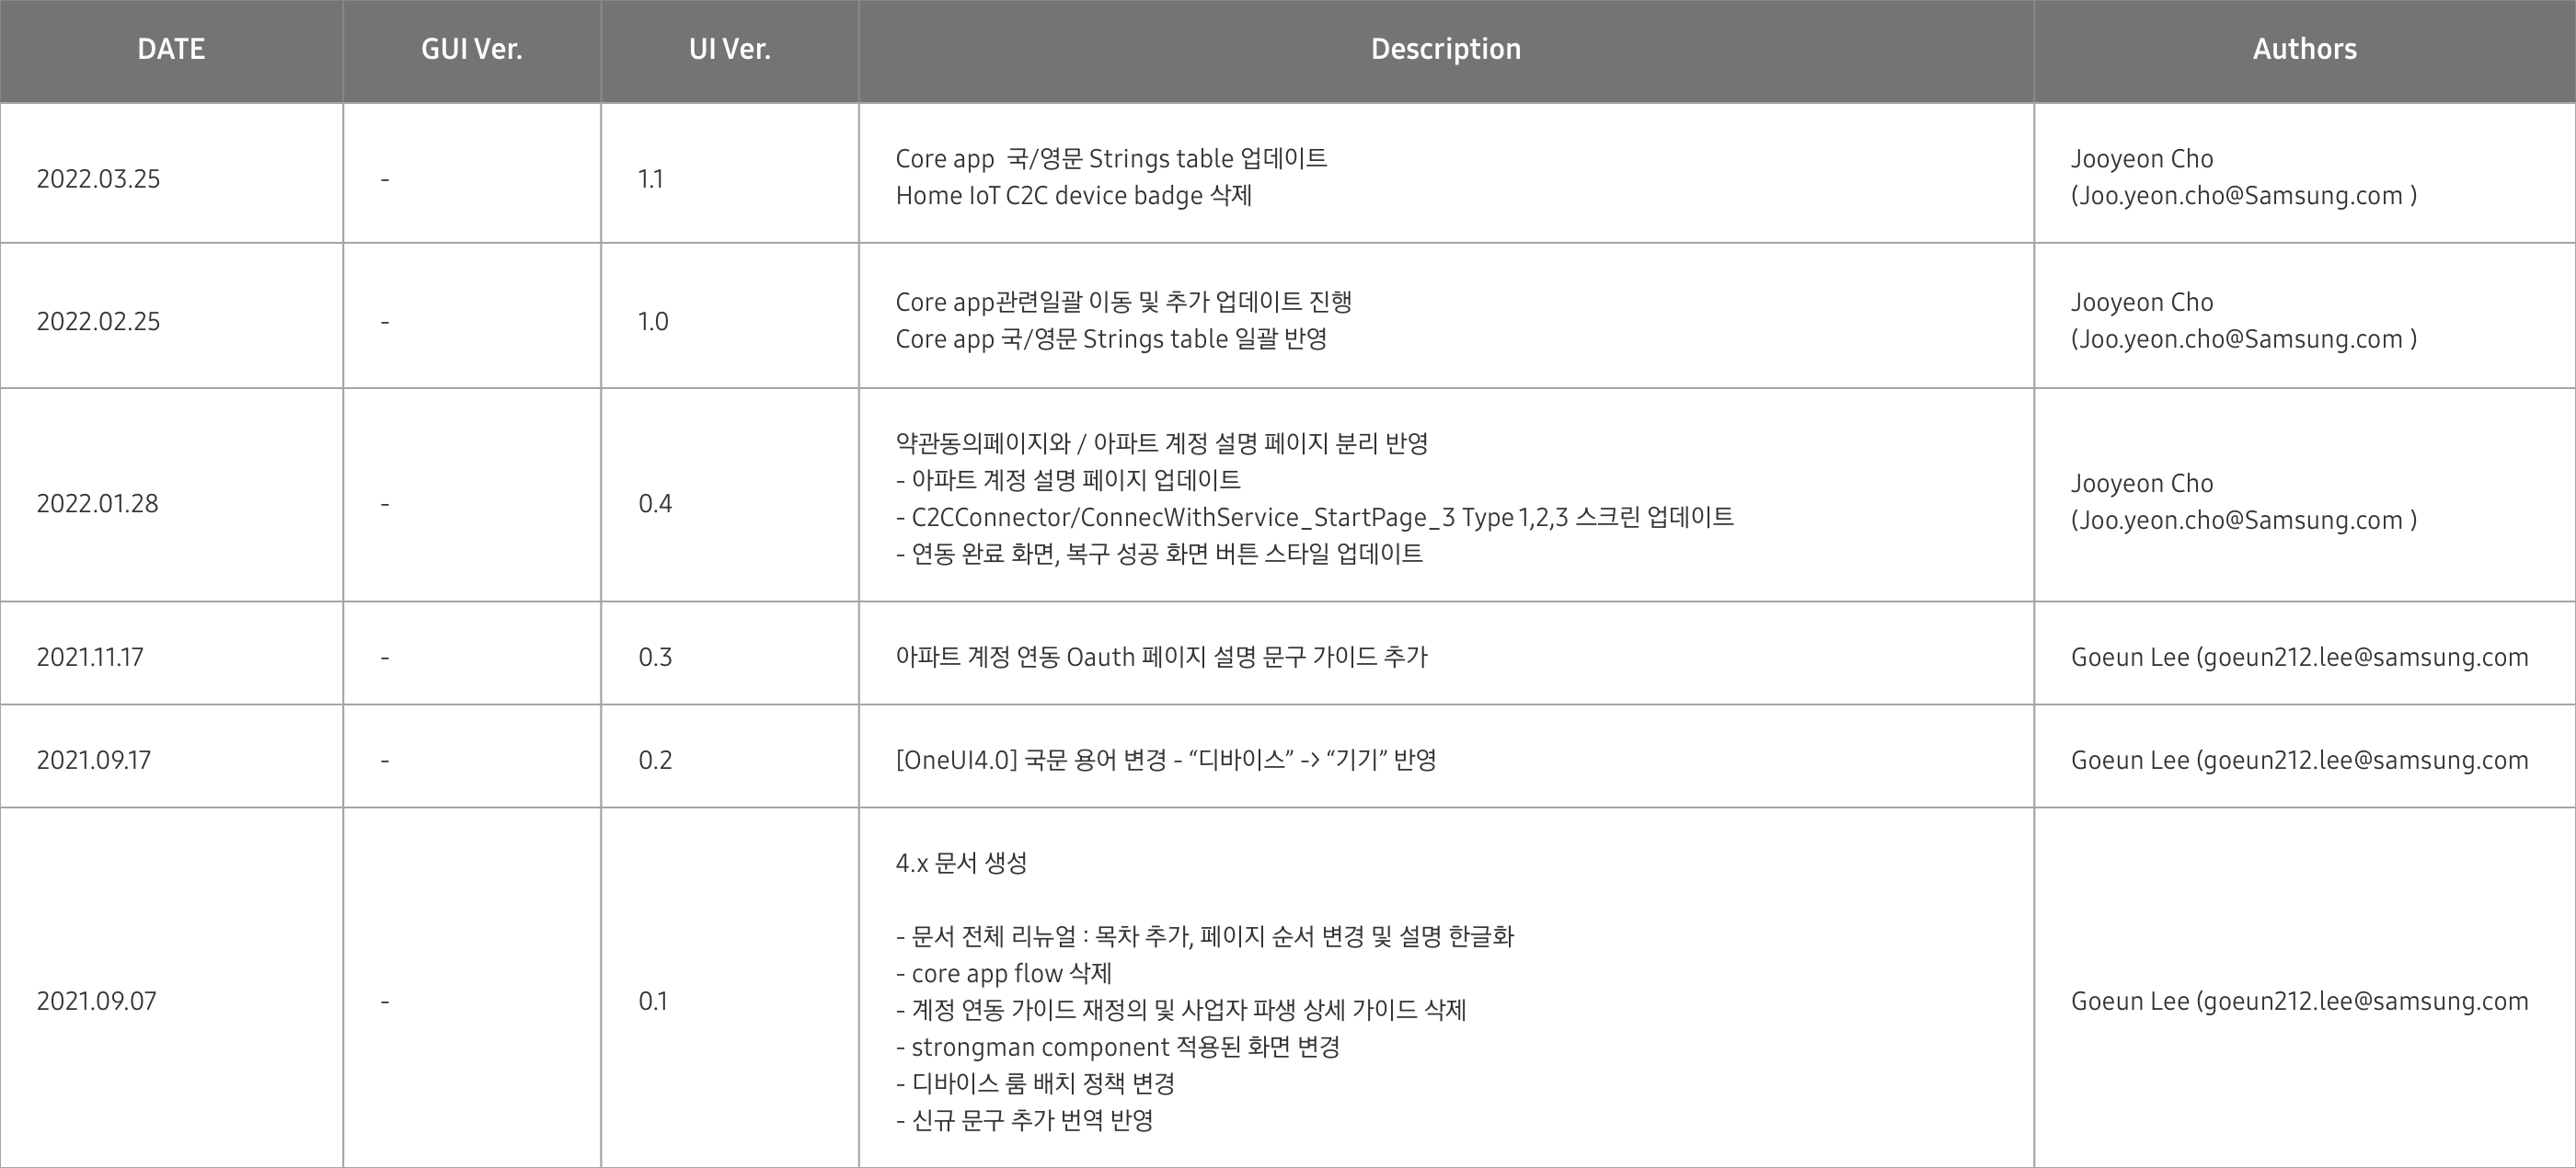 DATE GUI Ver. UI Ver. Description Authors
2022.03.25 - 1.1
Core app 국/영문 Strings table 업데이트
Home IoT C2C device badge 삭제
Jooyeon Cho
(Joo.yeon.cho@Samsung.com )
2022.02.25 - 1.0
Core app관련일괄 이동 및 추가 업데이트 진행
Core app 국/영문 Strings table 일괄 반영
Jooyeon Cho
(Joo.yeon.cho@Samsung.com )
2022.01.28 - 0.4
약관동의페이지와 / 아파트 계정 설명 페이지 분리 반영
- 아파트 계정 설명 페이지 업데이트
- C2CConnector/ConnecWithService_StartPage_3 Type 1,2,3 스크린 업데이트
- 연동 완료 화면, 복구 성공 화면 버튼 스타일 업데이트
Jooyeon Cho
(Joo.yeon.cho@Samsung.com )
2021.11.17 - 0.3 아파트 계정 연동 Oauth 페이지 설명 문구 가이드 추가 Goeun Lee (goeun212.lee@samsung.com
2021.09.17 - 0.2 [OneUI4.0] 국문 용어 변경 - “디바이스” -> “기기” 반영 Goeun Lee (goeun212.lee@samsung.com
2021.09.07 - 0.1
4.x 문서 생성
- 문서 전체 리뉴얼 : 목차 추가, 페이지 순서 변경 및 설명 한글화
- core app flow 삭제
- 계정 연동 가이드 재정의 및 사업자 파생 상세 가이드 삭제
- strongman component 적용된 화면 변경
- 디바이스 룸 배치 정책 변경
- 신규 문구 추가 번역 반영
Goeun Lee (goeun212.lee@samsung.com